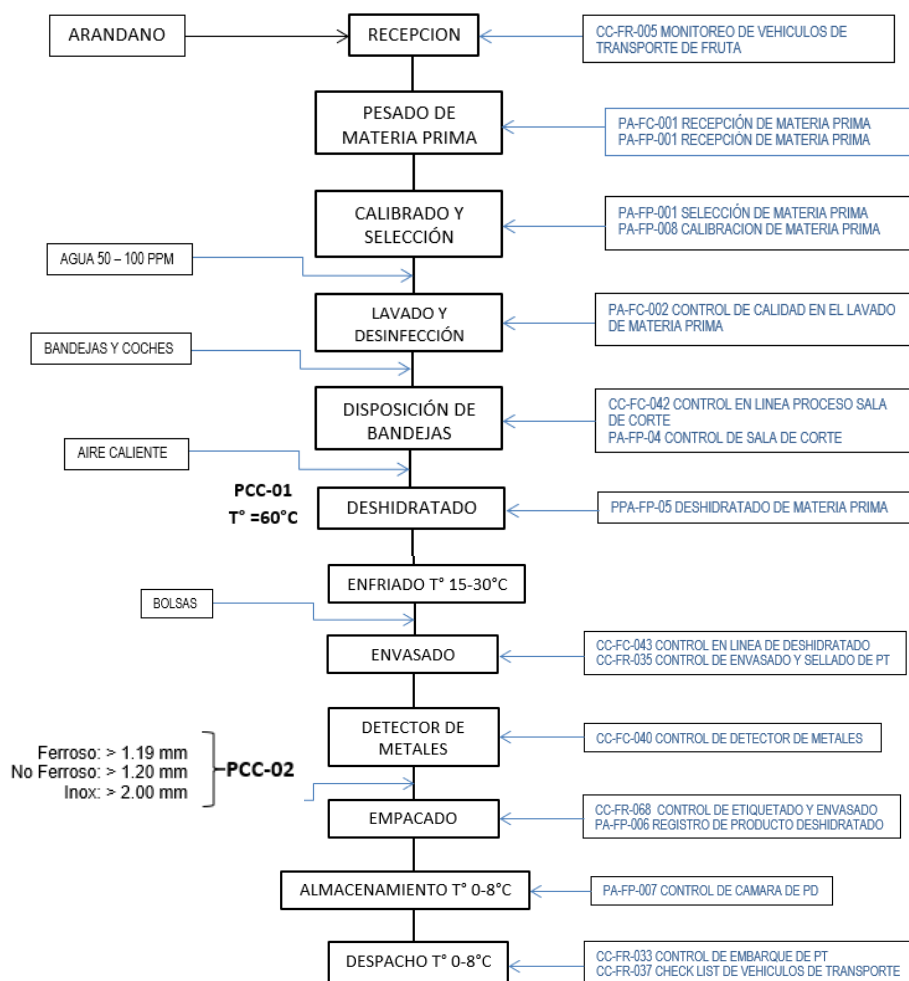 ARANDANO
RECEPCION
CC-FR-005 MONITOREO DE VEHICULOS DE
TRANSPORTE DE FRUTA
PESADO DE
MATERIA PRIMA
PA-FC-001 RECEPCIÓN DE MATERIA PRIMA
PA-FP-001 RECEPCIÓN DE MATERIA PRIMA
CALIBRADO Y
SELECCIÓN
PA-FP-001 SELECCIÓN DE MATERIA PRIMA
PA-FP-008 CALIBRACION DE MATERIA PRIMA
AGUA 50 – 100 PPM
LAVADO Y
DESINFECCIÓN
PA-FC-002 CONTROL DE CALIDAD EN EL LAVADO
DE MATERIA PRIMA
BANDEJAS Y COCHES
DISPOSICIÓN DE
BANDEJAS
CC-FC-042 CONTROL EN LINEA PROCESO SALA
DE CORTE
PA-FP-04 CONTROL DE SALA DE CORTE
AIRE CALIENTE
PCC-01
T° =60°C
DESHIDRATADO
PPA-FP-05 DESHIDRATADO DE MATERIA PRIMA
ENFRIADO T° 15-30°C
BOLSAS
ENVASADO
CC-FC-043 CONTROL EN LINEA DE DESHIDRATADO
CC-FR-035 CONTROL DE ENVASADO Y SELLADO DE PT
DETECTOR DE
METALES
CC-FC-040 CONTROL DE DETECTOR DE METALES
Ferroso: > 1.19 mm
No Ferroso: > 1.20 mm
Inox: > 2.00 mm
PCC-02
EMPACADO
CC-FR-068 CONTROL DE ETIQUETADO Y ENVASADO
PA-FP-006 REGISTRO DE PRODUCTO DESHIDRATADO
ALMACENAMIENTO T° 0-8°C
PA-FP-007 CONTROL DE CAMARA DE PD
DESPACHO T° 0-8°C
CC-FR-033 CONTROL DE EMBARQUE DE PT
CC-FR-037 CHECK LIST DE VEHICULOS DE TRANSPORTE